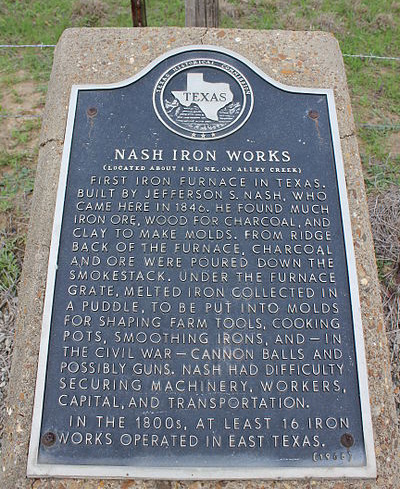 TEXAS HISTORICAL COMMISSION
TEXAS
NASH IRON WORKS
(LOCATED ABOUT 1 MI. NE, ON ALLEY CREEK)
FIRST IRON FURNACE IN TEXAS.
BUILT BY JEFFERSON S. NASH, WHO
CAME HERE IN 1846. HE FOUND MUCH
IRON ORE, WOOD FOR CHARCOAL, AND
CLAY TO MAKE MOLDS. FROM RIDGE
BACK OF THE FURNACE, CHARCOAL
AND ORE WERE POURED DOWN THE
SMOKESTACK. UNDER THE FURNACE
GRATE, MELTED IRON COLLECTED IN
A PUDDLE, TO BE PUT INTO MOLDS
FOR SHAPING FARM TOOLS, COOKING
POTS, SMOOTHING IRONS, AND — IN
THE CIVIL WAR — CANNON BALLS AND
POSSIBLY GUNS. NASH HAD DIFFICULTY
SECURING MACHINERY, WORKERS,
CAPITAL, AND TRANSPORTATION.
IN THE 1800s, AT LEAST 16 IRON
WORKS OPERATED IN EAST TEXAS.